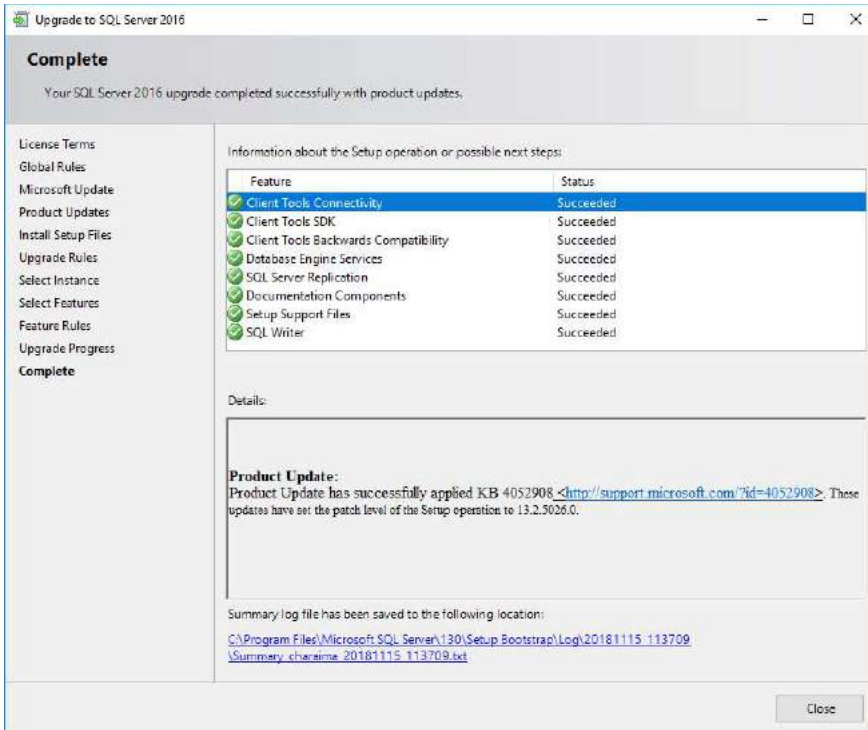 Upgrade to SQL Server 2016
Complete
Your SQL Server 2016 upgrade completed successfully with product updates.
License Terms
Global Rules
Microsoft Update
Product Updates
Install Setup Files
Upgrade Rules
Select Instance
Select Features
Feature Rules
Upgrade Progress
Complete
Information about the Setup operation or possible next steps:
Feature Status
Client Tools Connectivity Succeeded
Client Tools SDK Succeeded
Client Tools Backwards Compatibility Succeeded
Database Engine Services Succeeded
SQL Server Replication Succeeded
Documentation Components Succeeded
Setup Support Files Succeeded
SQL Writer Succeeded
Details:
Product Update:
Product Update has successfully applied KB 4052908 <http://support.microsoft.com/?id=4052908>. These
updates have set the patch level of the Setup operation to 13.2.5026.0.
Summary log file has been saved to the following location:
C:\Program Files\Microsoft SQL Server\130\Setup Bootstrap\Log\20181115_113709
\Summary_charaima_20181115_113709.txt
Close